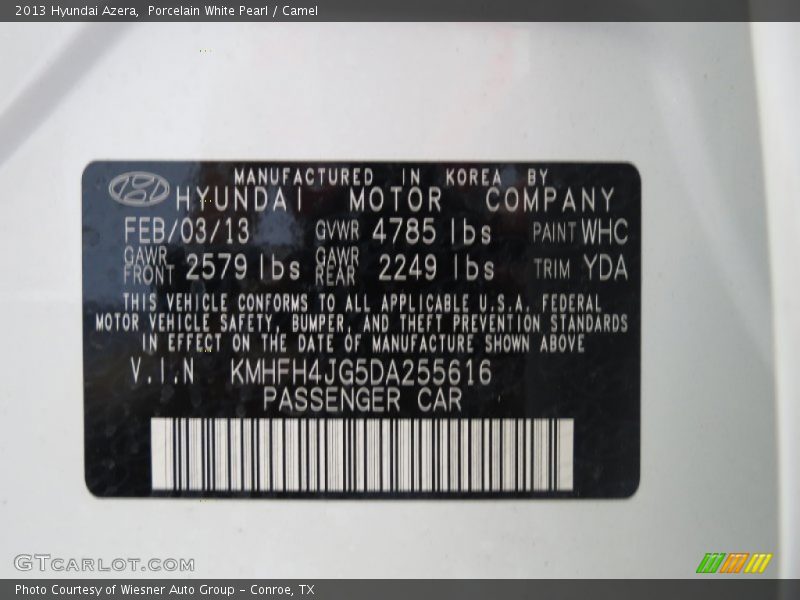 2013 Hyundai Azera, Porcelain White Pearl / Camel
MANUFACTURED IN KOREA BY
HYUNDAI MOTOR COMPANY
FEB/03/13 GVWR 4785 lbs PAINT WHC
GAWR FRONT 2579 lbs GAWR REAR 2249 lbs TRIM YDA
THIS VEHICLE CONFORMS TO ALL APPLICABLE U.S.A. FEDERAL
MOTOR VEHICLE SAFETY, BUMPER, AND THEFT PREVENTION STANDARDS
IN EFFECT ON THE DATE OF MANUFACTURE SHOWN ABOVE
V.I.N KMHFH4JG5DA255616
PASSENGER CAR
GTCARLOT.COM
Photo Courtesy of Wiesner Auto Group - Conroe, TX